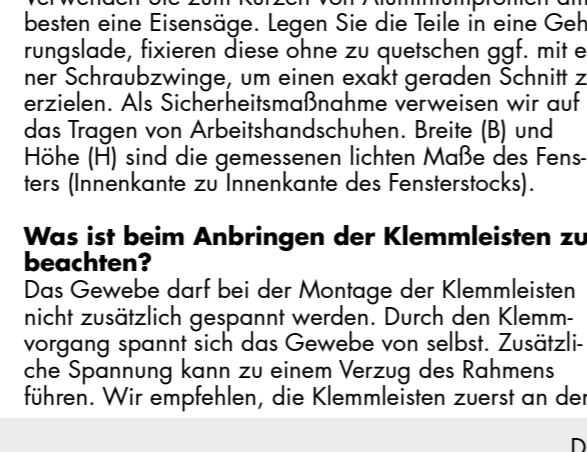 Verwenden Sie zum Kürzen von Aluminiumprofilen am
besten eine Eisensäge. Legen Sie die Teile in eine Geh
rungslade, fixieren diese ohne zu quetschen ggf. mit e
ner Schraubzwinge, um einen exakt geraden Schnitt z
erzielen. Als Sicherheitsmaßnahme verweisen wir auf
das Tragen von Arbeitshandschuhen. Breite (B) und
Höhe (H) sind die gemessenen lichten Maße des Fens-
ters (Innenkante zu Innenkante des Fensterstocks).
Was ist beim Anbringen der Klemmleisten zu
beachten?
Das Gewebe darf bei der Montage der Klemmleisten
nicht zusätzlich gespannt werden. Durch den Klemm-
vorgang spannt sich das Gewebe von selbst. Zusätzli-
che Spannung kann zu einem Verzug des Rahmens
führen. Wir empfehlen, die Klemmleisten zuerst an der
D